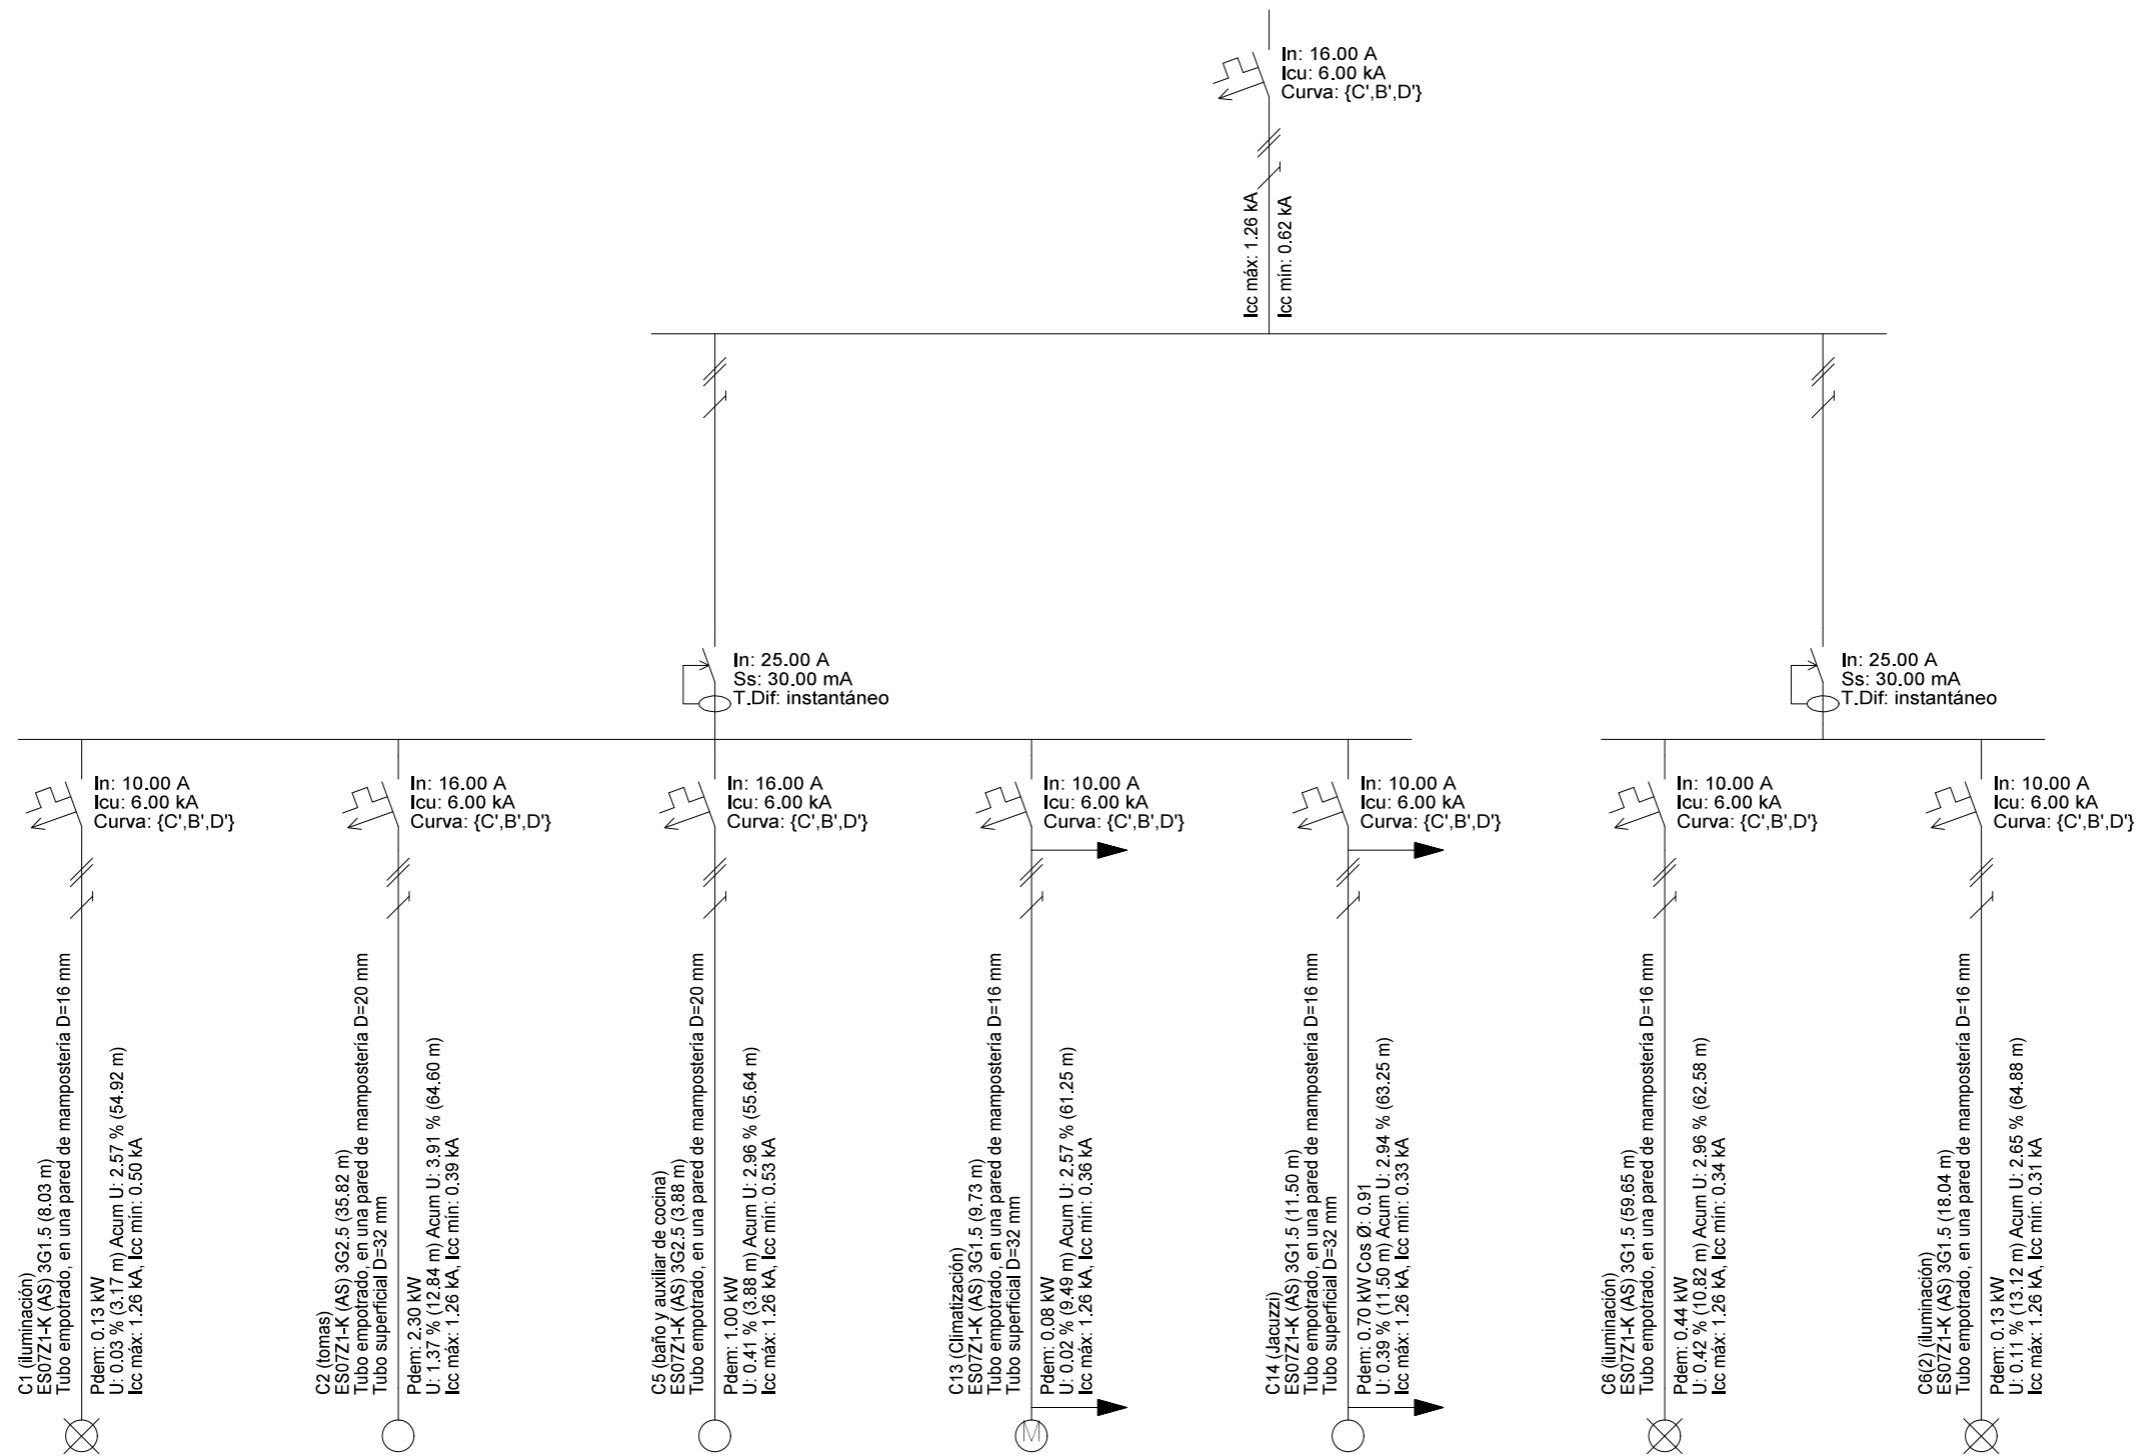 In: 16.00 A
Icu: 6.00 kA
Curva: {C',B',D'}
Icc máx: 1.26 kA
Icc mín: 0.62 kA
In: 25.00 A
Ss: 30.00 mA
T.Dif: instantáneo
In: 25.00 A
Ss: 30.00 mA
T.Dif: instantáneo
In: 10.00 A
Icu: 6.00 kA
Curva: {C',B',D'}
In: 16.00 A
Icu: 6.00 kA
Curva: {C',B',D'}
In: 16.00 A
Icu: 6.00 kA
Curva: {C',B',D'}
In: 10.00 A
Icu: 6.00 kA
Curva: {C',B',D'}
In: 10.00 A
Icu: 6.00 kA
Curva: {C',B',D'}
In: 10.00 A
Icu: 6.00 kA
Curva: {C',B',D'}
In: 10.00 A
Icu: 6.00 kA
Curva: {C',B',D'}
C1 (iluminación)
ES07Z1-K (AS) 3G1.5 (8.03 m)
Tubo empotrado, en una pared de mampostería D=16 mm
Pdem: 0.13 kW
U: 0.03 % (3.17 m) Acum U: 2.57 % (54.92 m)
Icc máx: 1.26 kA, Icc mín: 0.50 kA
C2 (tomas)
ES07Z1-K (AS) 3G2.5 (35.82 m)
Tubo empotrado, en una pared de mampostería D=20 mm
Tubo superficial D=32 mm
Pdem: 2.30 kW
U: 1.37 % (12.84 m) Acum U: 3.91 % (64.60 m)
Icc máx: 1.26 kA, Icc mín: 0.39 kA
C5 (baño y auxiliar de cocina)
ES07Z1-K (AS) 3G2.5 (3.88 m)
Tubo empotrado, en una pared de mampostería D=20 mm
Pdem: 1.00 kW
U: 0.41 % (3.88 m) Acum U: 2.96 % (55.64 m)
Icc máx: 1.26 kA, Icc mín: 0.53 kA
C13 (Climatización)
ES07Z1-K (AS) 3G1.5 (9.73 m)
Tubo empotrado, en una pared de mampostería D=16 mm
Tubo superficial D=32 mm
Pdem: 0.08 kW
U: 0.02 % (9.49 m) Acum U: 2.57 % (61.25 m)
Icc máx: 1.26 kA, Icc mín: 0.36 kA
M
C14 (Jacuzzi)
ES07Z1-K (AS) 3G1.5 (11.50 m)
Tubo empotrado, en una pared de mampostería D=16 mm
Tubo superficial D=32 mm
Pdem: 0.70 kW Cos Ø: 0.91
U: 0.39 % (11.50 m) Acum U: 2.94 % (63.25 m)
Icc máx: 1.26 kA, Icc mín: 0.33 kA
C6 (iluminación)
ES07Z1-K (AS) 3G1.5 (59.65 m)
Tubo empotrado, en una pared de mampostería D=16 mm
Pdem: 0.44 kW
U: 0.42 % (10.82 m) Acum U: 2.96 % (62.58 m)
Icc máx: 1.26 kA, Icc mín: 0.34 kA
C6(2) (iluminación)
ES07Z1-K (AS) 3G1.5 (18.04 m)
Tubo empotrado, en una pared de mampostería D=16 mm
Pdem: 0.13 kW
U: 0.11 % (13.12 m) Acum U: 2.65 % (64.88 m)
Icc máx: 1.26 kA, Icc mín: 0.31 kA